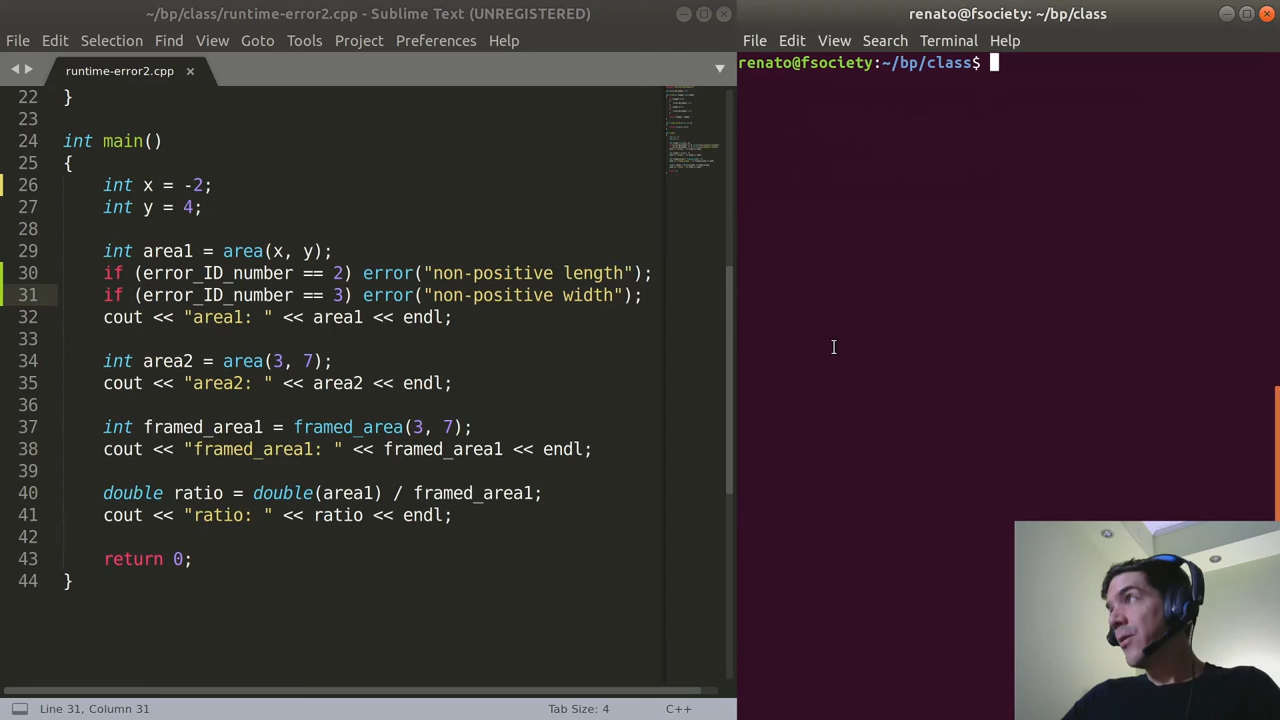 ~/bp/class/runtime-error2.cpp - Sublime Text (UNREGISTERED)
File Edit Selection Find View Goto Tools Project Preferences Help
runtime-error2.cpp
22 }
23
24 int main()
25 {
26 int x = -2;
27 int y = 4;
28
29 int area1 = area(x, y);
30 if (error_ID_number == 2) error("non-positive length");
31 if (error_ID_number == 3) error("non-positive width");
32 cout << "area1: " << area1 << endl;
33
34 int area2 = area(3, 7);
35 cout << "area2: " << area2 << endl;
36
37 int framed_area1 = framed_area(3, 7);
38 cout << "framed_area1: " << framed_area1 << endl;
39
40 double ratio = double(area1) / framed_area1;
41 cout << "ratio: " << ratio << endl;
42
43 return 0;
44 }
Line 31, Column 31 Tab Size: 4 C++
renato@fsociety: ~/bp/class
File Edit View Search Terminal Help
renato@fsociety:~/bp/class$